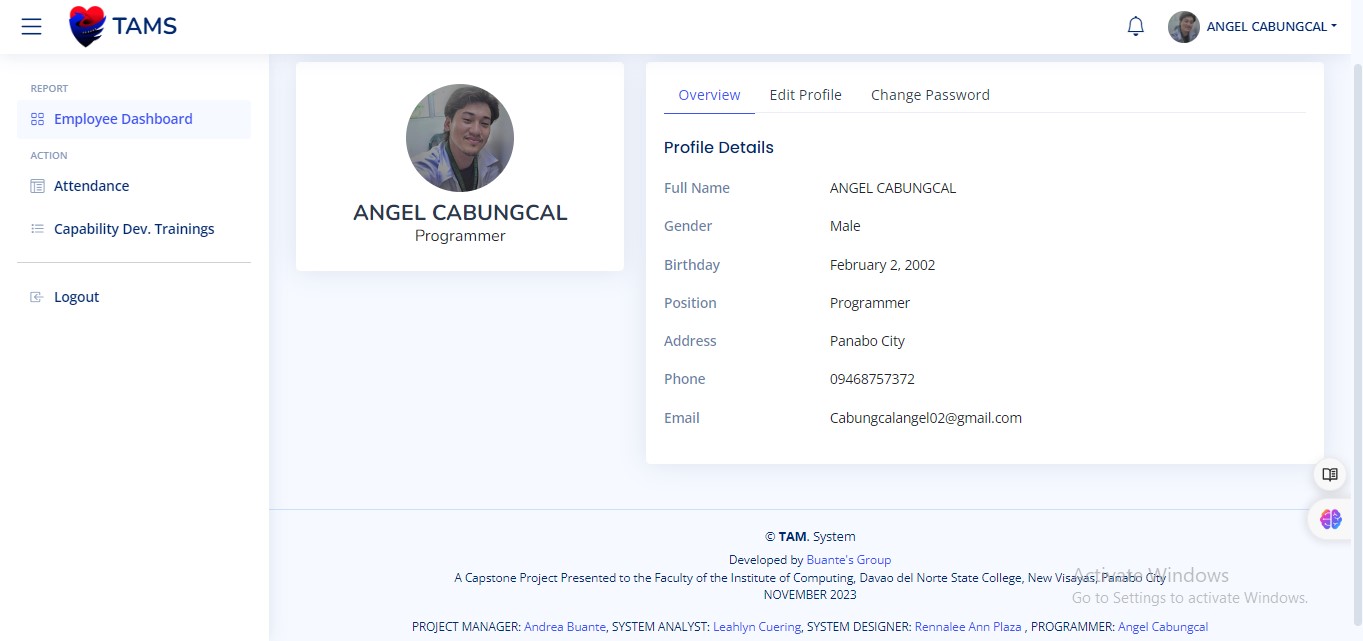 TAMS
ANGEL CABUNGCAL
REPORT
Employee Dashboard
ACTION
Attendance
Capability Dev. Trainings
Logout
ANGEL CABUNGCAL
Programmer
Overview Edit Profile Change Password
Profile Details
Full Name ANGEL CABUNGCAL
Gender Male
Birthday February 2, 2002
Position Programmer
Address Panabo City
Phone 09468757372
Email Cabungcalangel02@gmail.com
© TAM. System
Developed by Buante's Group
A Capstone Project Presented to the Faculty of the Institute of Computing, Davao del Norte State College, New Visayas, Panabo City
NOVEMBER 2023
PROJECT MANAGER: Andrea Buante, SYSTEM ANALYST: Leahlyn Cuering, SYSTEM DESIGNER: Rennalee Ann Plaza , PROGRAMMER: Angel Cabungcal
Activate Windows
Go to Settings to activate Windows.